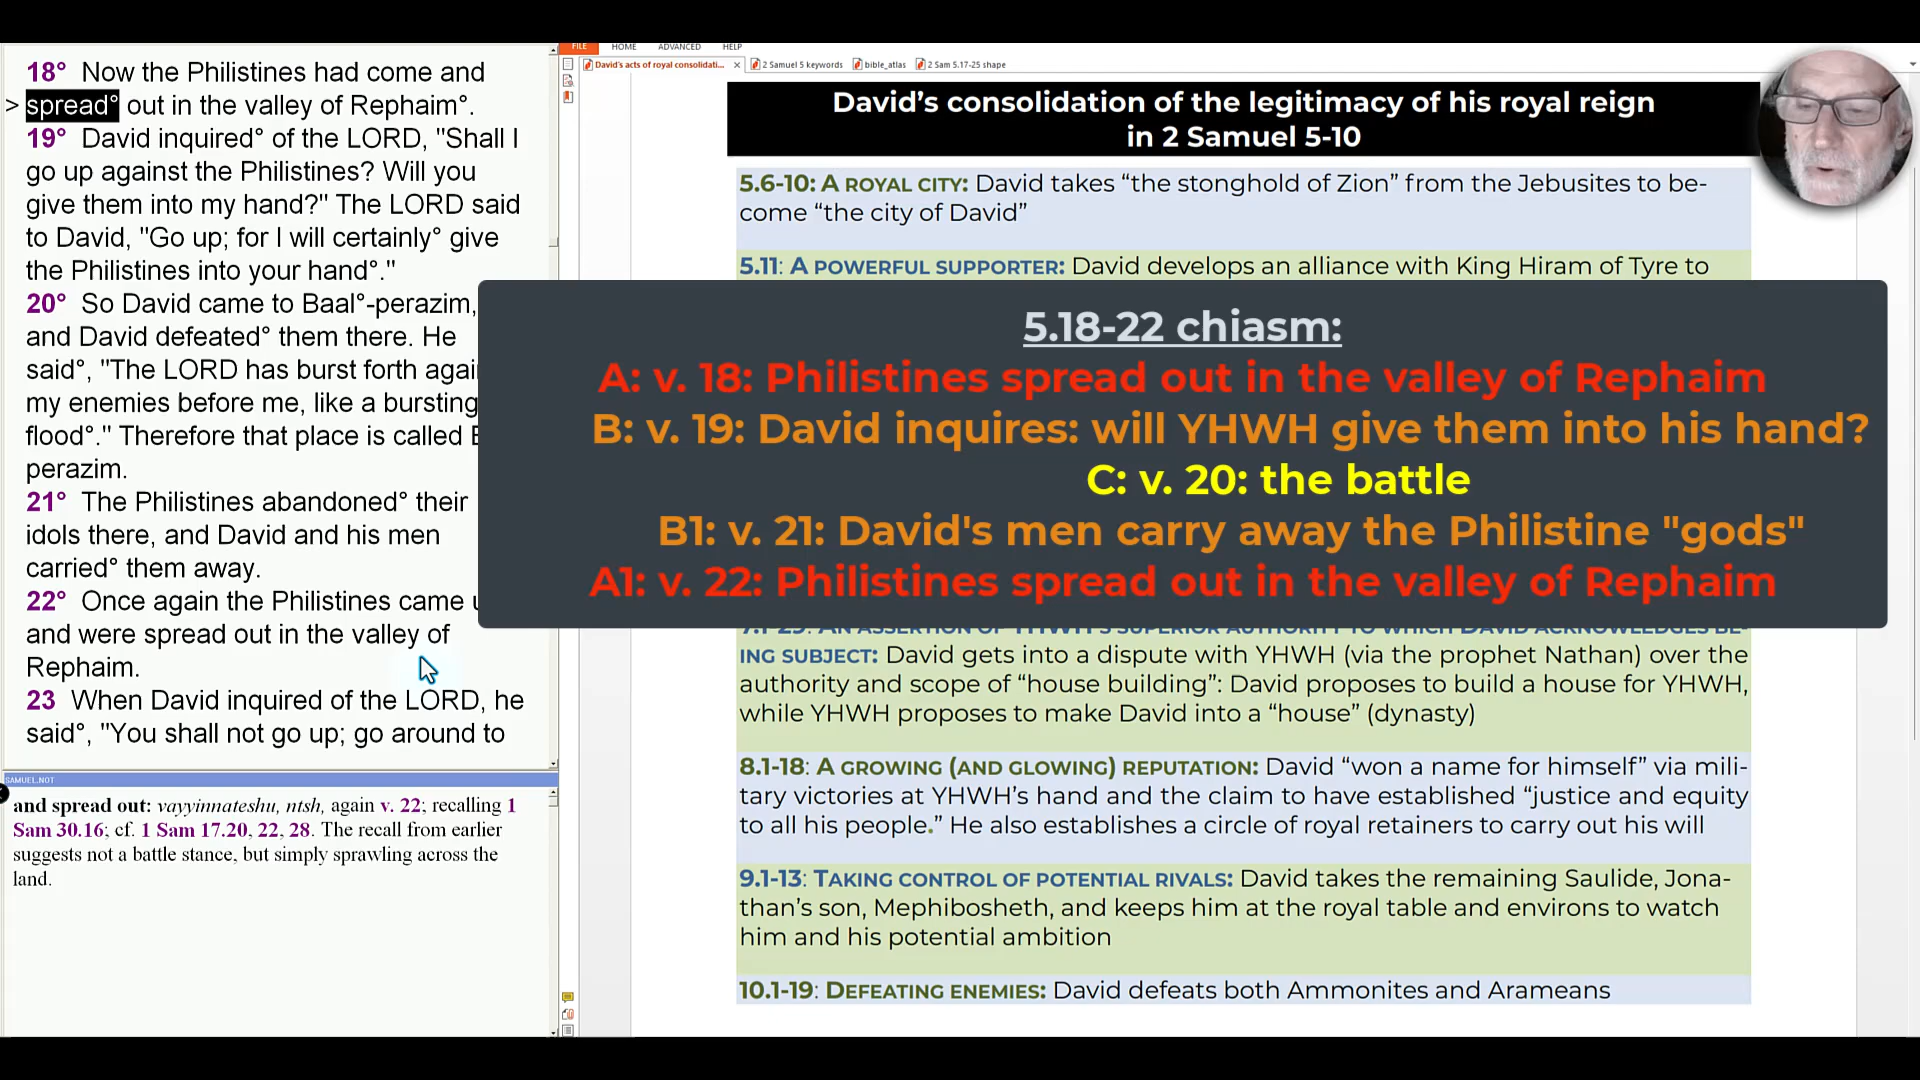 18° Now the Philistines had come and
> spread° out in the valley of Rephaim°.
19° David inquired° of the LORD, "Shall I
go up against the Philistines? Will you
give them into my hand?" The LORD said
to David, "Go up; for I will certainly° give
the Philistines into your hand°."
20° So David came to Baal°-perazim,
and David defeated° them there. He
said°, "The LORD has burst forth agai
my enemies before me, like a bursting
flood°." Therefore that place is called
perazim.
21° The Philistines abandoned° their
idols there, and David and his men
carried° them away.
22° Once again the Philistines came
and were spread out in the valley of
Rephaim.
23 When David inquired of the LORD, he
said°, "You shall not go up; go around to
SAMUEL.NOT
and spread out: vayyinnateshu, ntsh, again v. 22; recalling 1
Sam 30.16; cf. 1 Sam 17.20, 22, 28. The recall from earlier
suggests not a battle stance, but simply sprawling across the
land.
FILE HOME ADVANCED HELP
David's acts of royal consolidati... × 2 Samuel 5 keywords bible_atlas 2 Sam 5.17-25 shape
David’s consolidation of the legitimacy of his royal reign
in 2 Samuel 5-10
5.6-10: A ROYAL CITY: David takes “the stronghold of Zion” from the Jebusites to be-
come “the city of David”
5.11: A POWERFUL SUPPORTER: David develops an alliance with King Hiram of Tyre to
5.18-22 chiasm:
A: v. 18: Philistines spread out in the valley of Rephaim
B: v. 19: David inquires: will YHWH give them into his hand?
C: v. 20: the battle
B1: v. 21: David's men carry away the Philistine "gods"
A1: v. 22: Philistines spread out in the valley of Rephaim
7.1-29: AN ASSERTION OF YHWH’S SUPERIOR AUTHORITY TO WHICH DAVID ACKNOWLEDGES BE-
ING SUBJECT: David gets into a dispute with YHWH (via the prophet Nathan) over the
authority and scope of “house building”: David proposes to build a house for YHWH,
while YHWH proposes to make David into a “house” (dynasty)
8.1-18: A GROWING (AND GLOWING) REPUTATION: David “won a name for himself” via mili-
tary victories at YHWH’s hand and the claim to have established “justice and equity
to all his people.” He also establishes a circle of royal retainers to carry out his will
9.1-13: TAKING CONTROL OF POTENTIAL RIVALS: David takes the remaining Saulide, Jona-
than’s son, Mephibosheth, and keeps him at the royal table and environs to watch
him and his potential ambition
10.1-19: DEFEATING ENEMIES: David defeats both Ammonites and Arameans